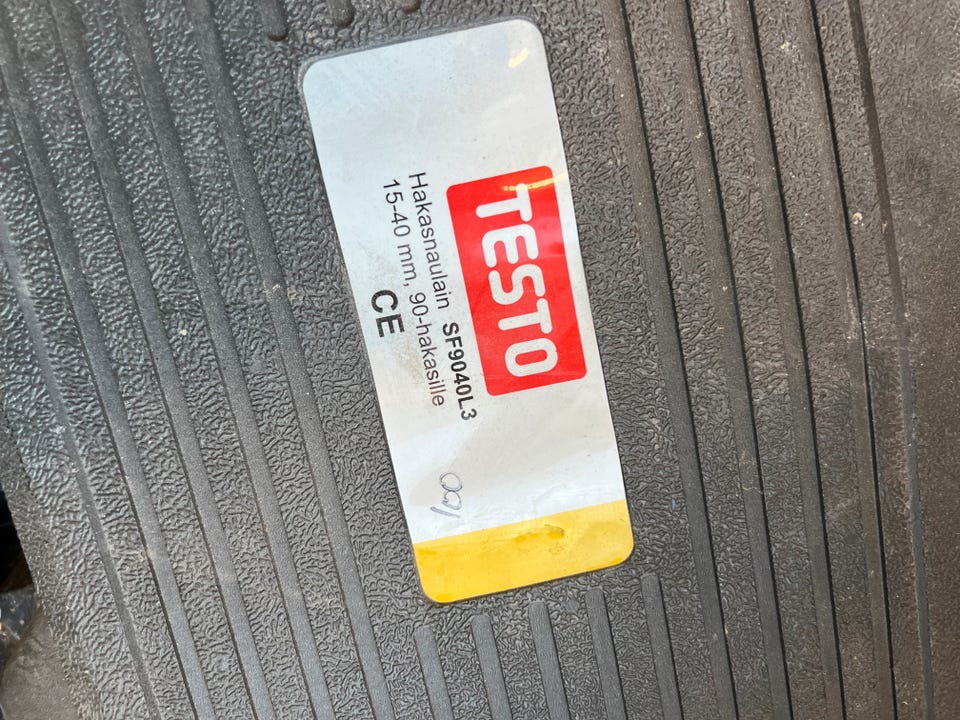 TESTO
Hakasnaulain SF9040L3
15-40 mm, 90-hakasille
CE